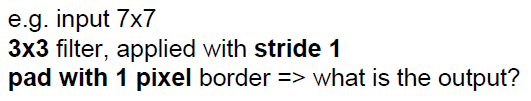 e.g. input 7x7
3x3 filter, applied with stride 1
pad with 1 pixel border => what is the output?